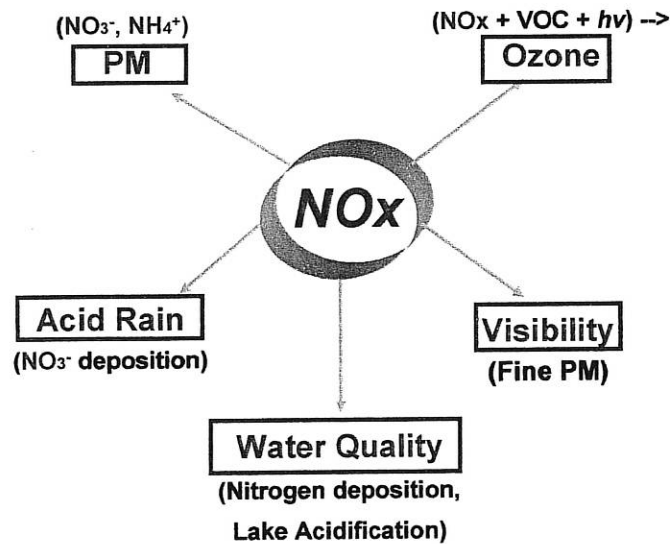 (NO₃⁻, NH₄⁺)
PM
(NOx + VOC + hv) -->
Ozone
NOx
Acid Rain
(NO₃⁻ deposition)
Visibility
(Fine PM)
Water Quality
(Nitrogen deposition,
Lake Acidification)